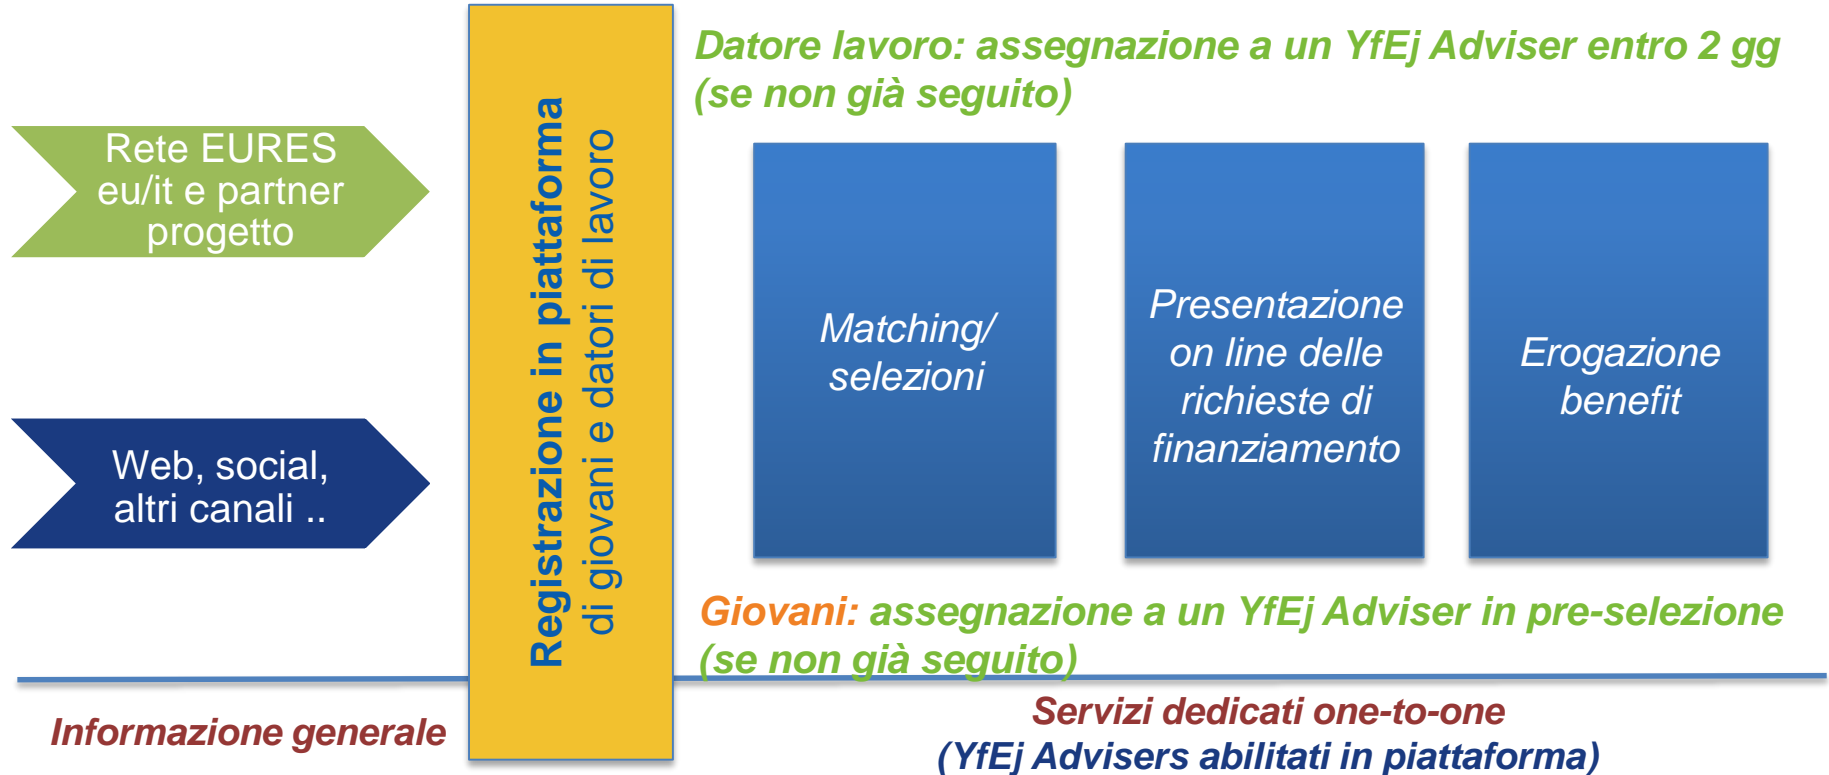 Datore lavoro: assegnazione a un YfEj Adviser entro 2 gg
(se non già seguito)
Rete EURES
eu/it e partner
progetto
Web, social,
altri canali ..
Registrazione in piattaforma
di giovani e datori di lavoro
Matching/
selezioni
Presentazione
on line delle
richieste di
finanziamento
Erogazione
benefit
Giovani: assegnazione a un YfEj Adviser in pre-selezione
(se non già seguito)
Informazione generale
Servizi dedicati one-to-one
(YfEj Advisers abilitati in piattaforma)